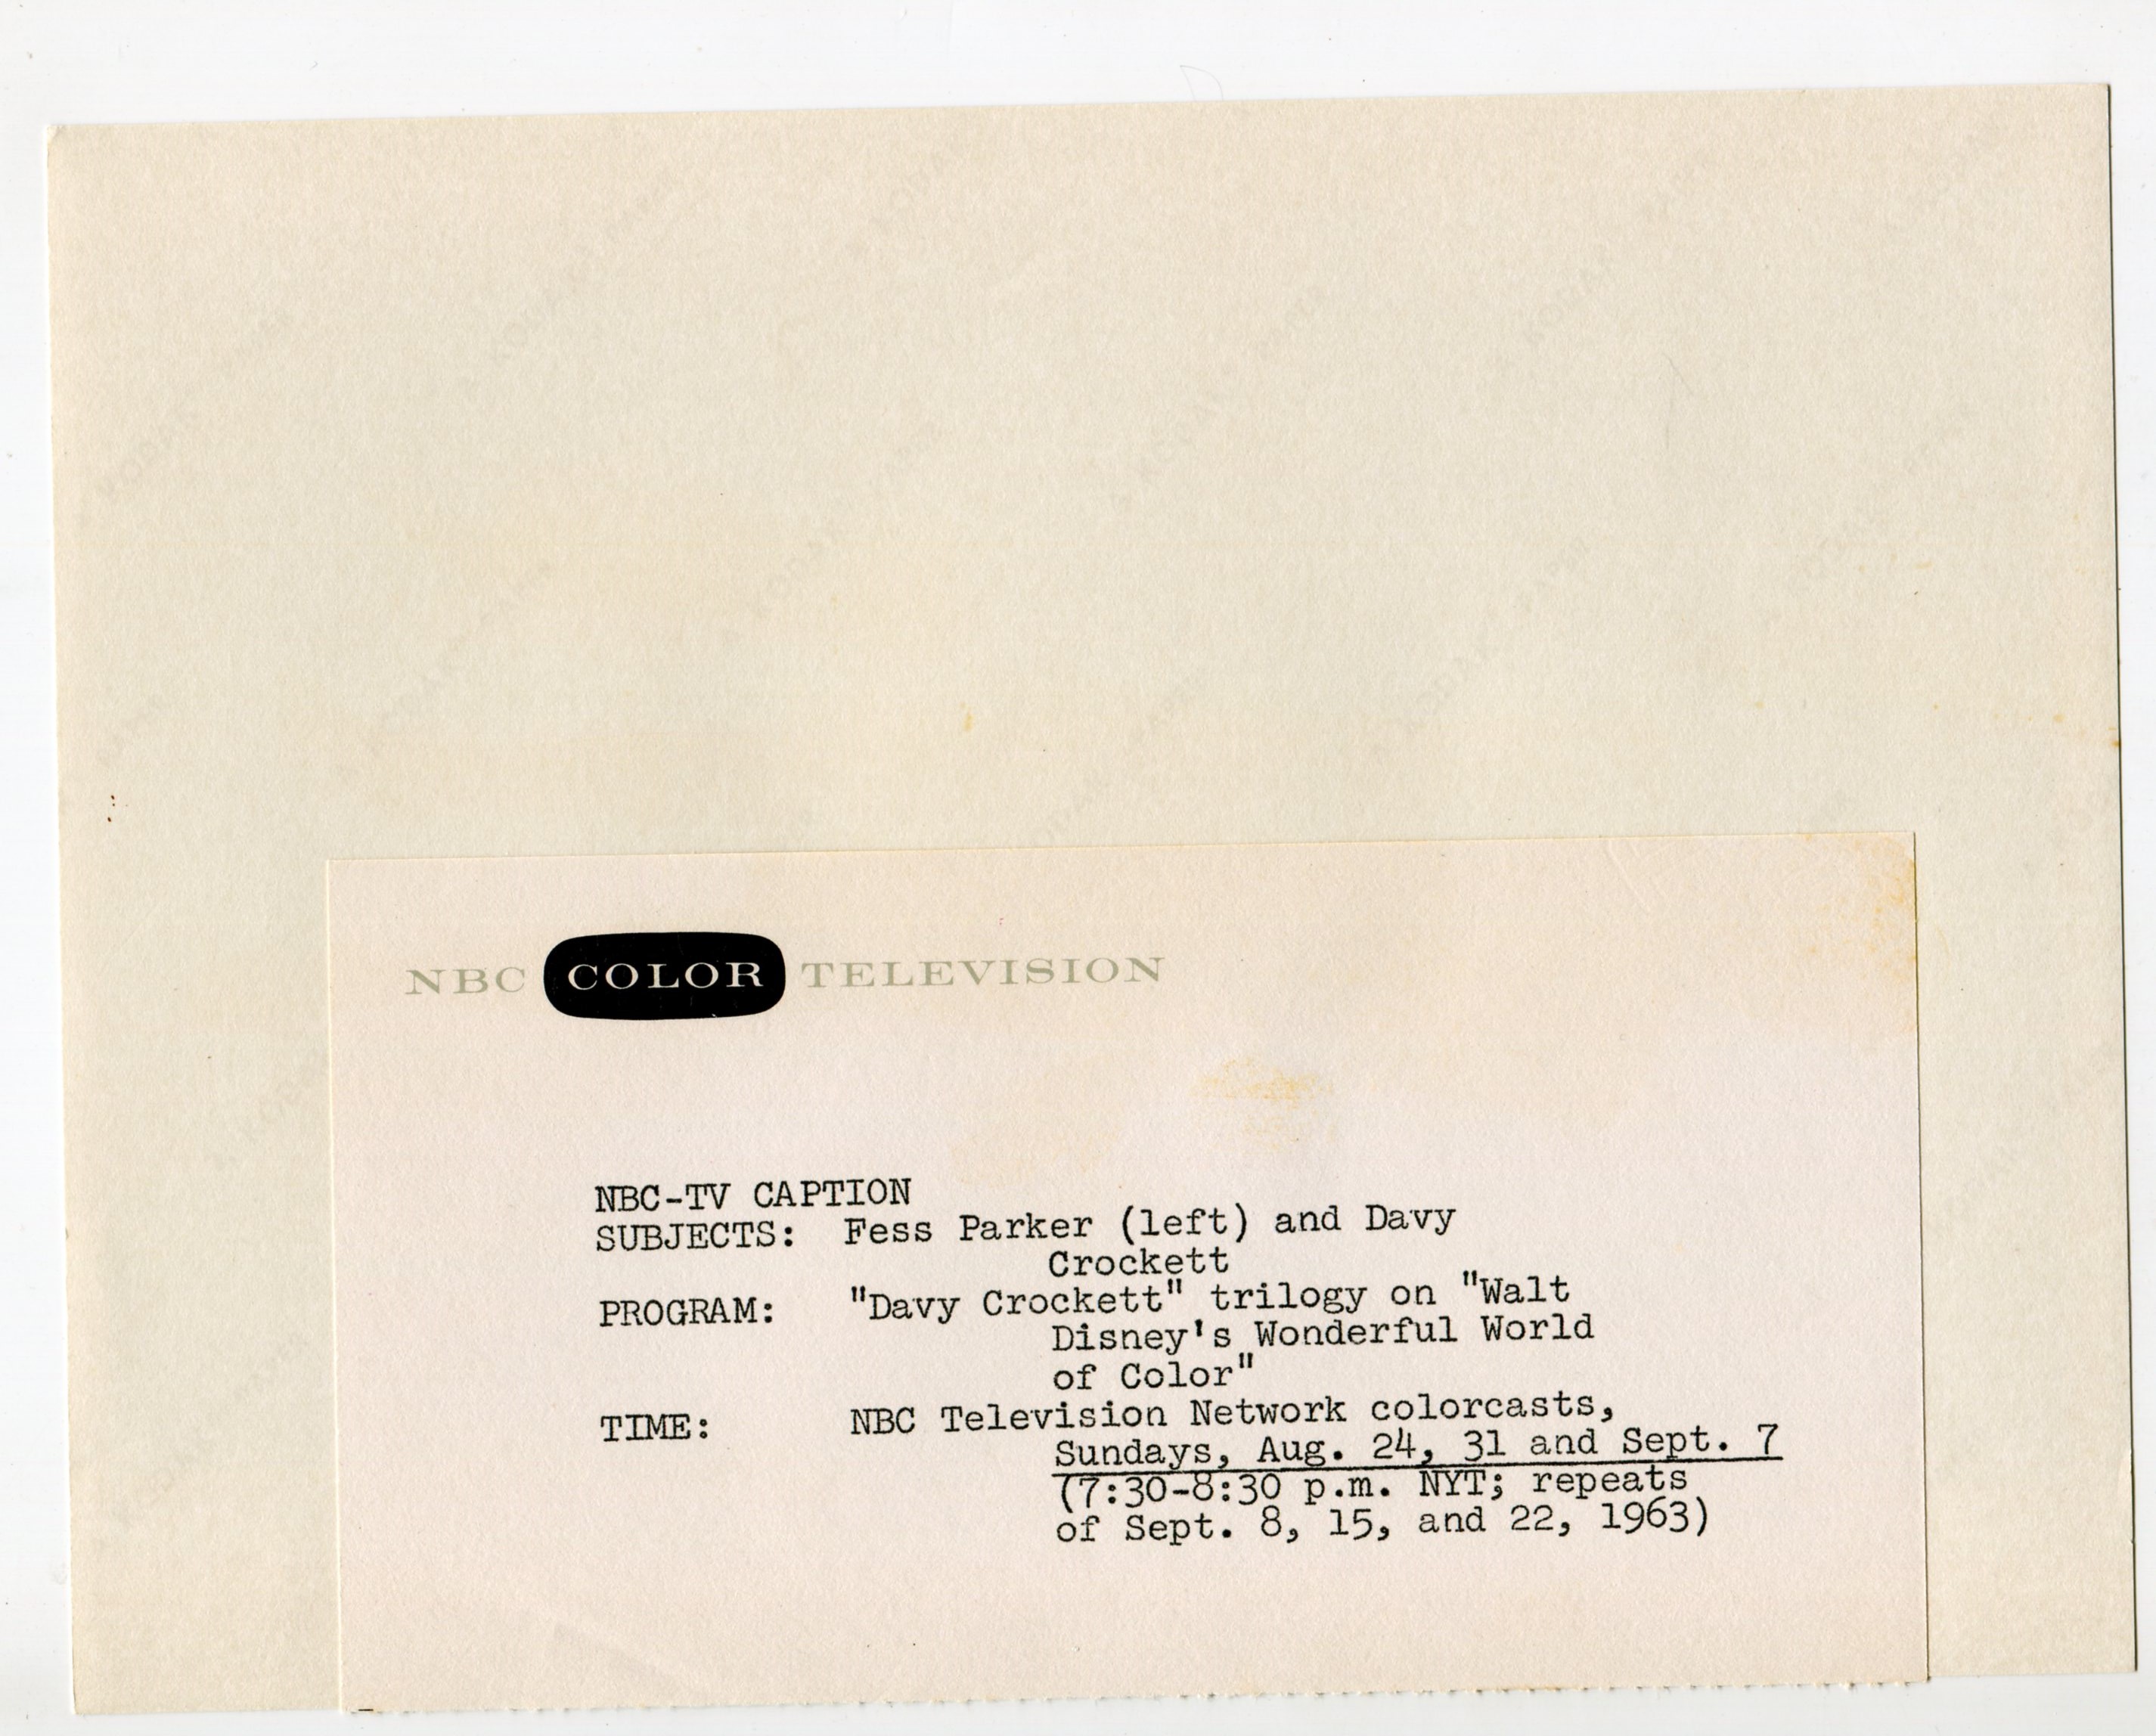 NBC COLOR TELEVISION
NBC-TV CAPTION
SUBJECTS: Fess Parker (left) and Davy
Crockett
PROGRAM: "Davy Crockett" trilogy on "Walt
Disney's Wonderful World
of Color"
TIME: NBC Television Network colorcasts,
Sundays, Aug. 24, 31 and Sept. 7
(7:30-8:30 p.m. NYT; repeats
of Sept. 8, 15, and 22, 1963)